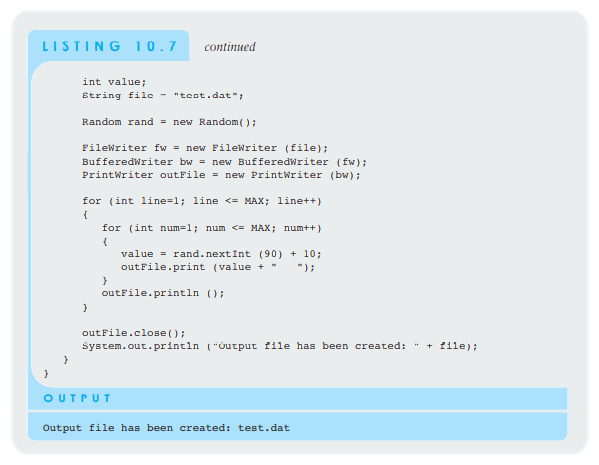 LISTING 10.7 continued
int value;
String file = "test.dat";
Random rand = new Random();
FileWriter fw = new FileWriter (file);
BufferedWriter bw = new BufferedWriter (fw);
PrintWriter outFile = new PrintWriter (bw);
for (int line=1; line <= MAX; line++)
{
for (int num=1; num <= MAX; num++)
{
value = rand.nextInt (90) + 10;
outFile.print (value + "   ");
}
outFile.println ();
}
outFile.close();
System.out.println ("Output file has been created: " + file);
}
}
OUTPUT
Output file has been created: test.dat